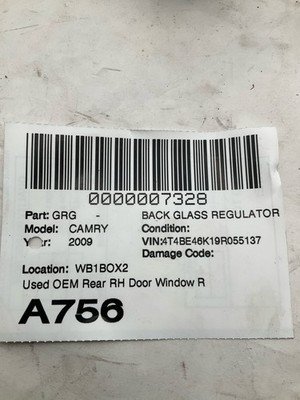 0000007328
Part: GRG - BACK GLASS REGULATOR
Model: CAMRY Condition:
Year: 2009 VIN:4T4BE46K19R055137
Damage Code:
Location: WB1BOX2
Used OEM Rear RH Door Window R
A756